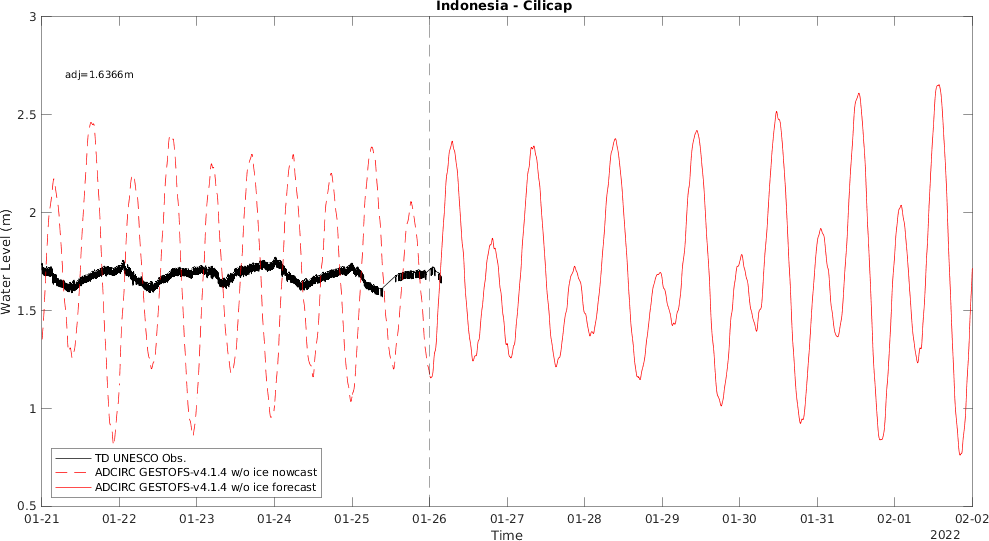 Indonesia - Cilicap
adj=1.6366m
Water Level (m)
3
2.5
2
1.5
1
0.5
TD UNESCO Obs.
ADCIRC GESTOFS-v4.1.4 w/o ice nowcast
ADCIRC GESTOFS-v4.1.4 w/o ice forecast
01-21 01-22 01-23 01-24 01-25 01-26 01-27 01-28 01-29 01-30 01-31 02-01 02-02
Time
2022